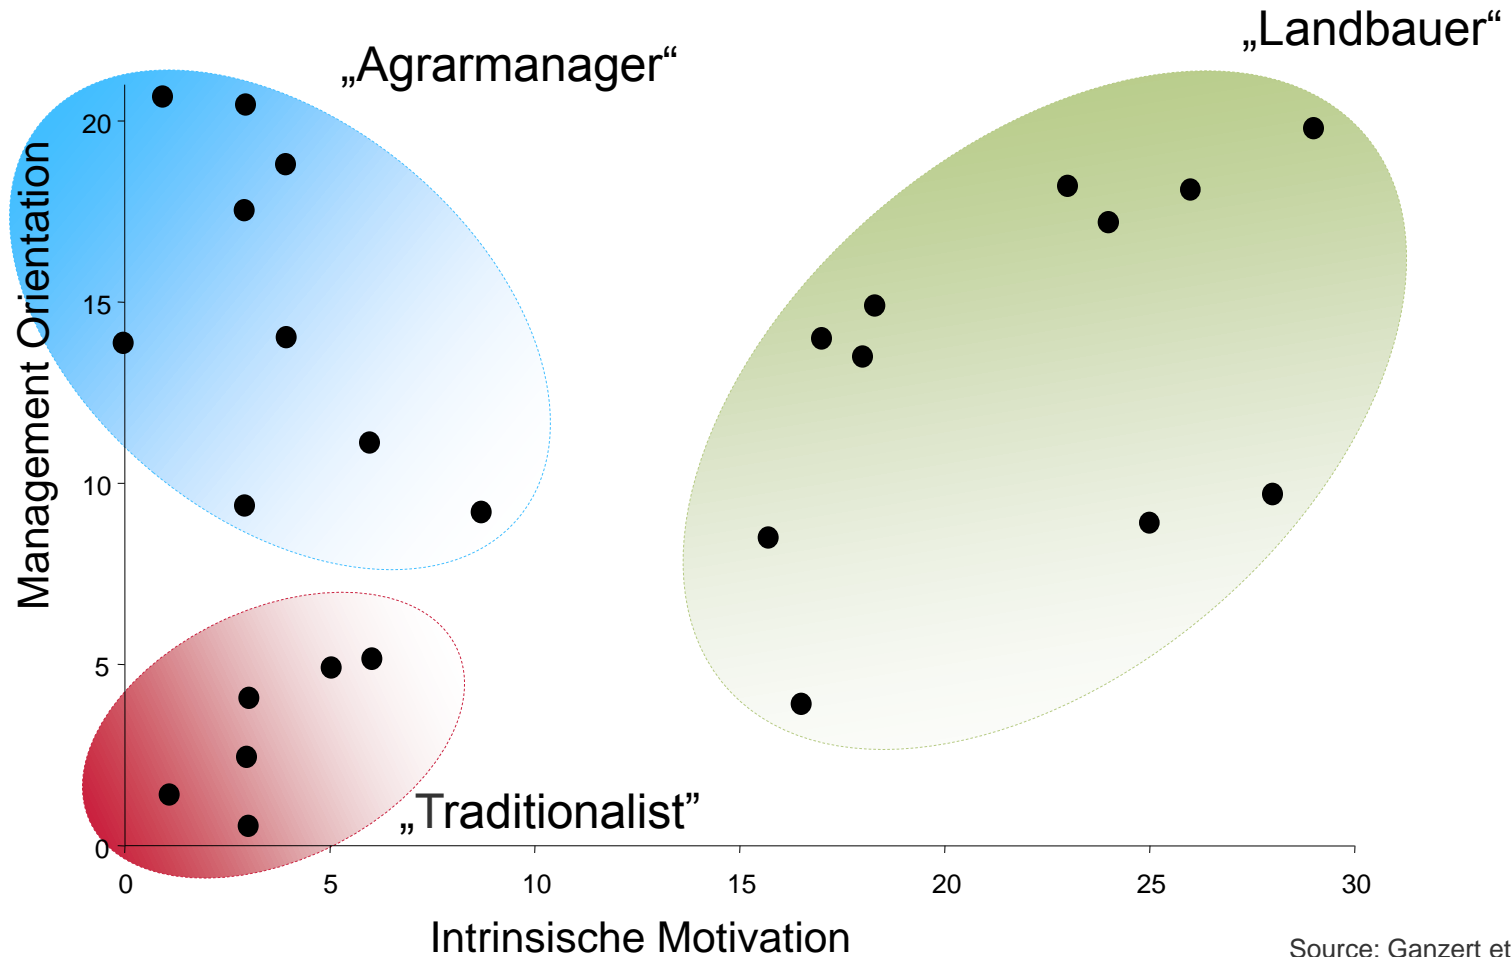 „Landbauer“
„Agrarmanager“
20
15
10
5
0
Management Orientation
„Traditionalist”
0 5 10 15 20 25 30
Intrinsische Motivation
Source: Ganzert et